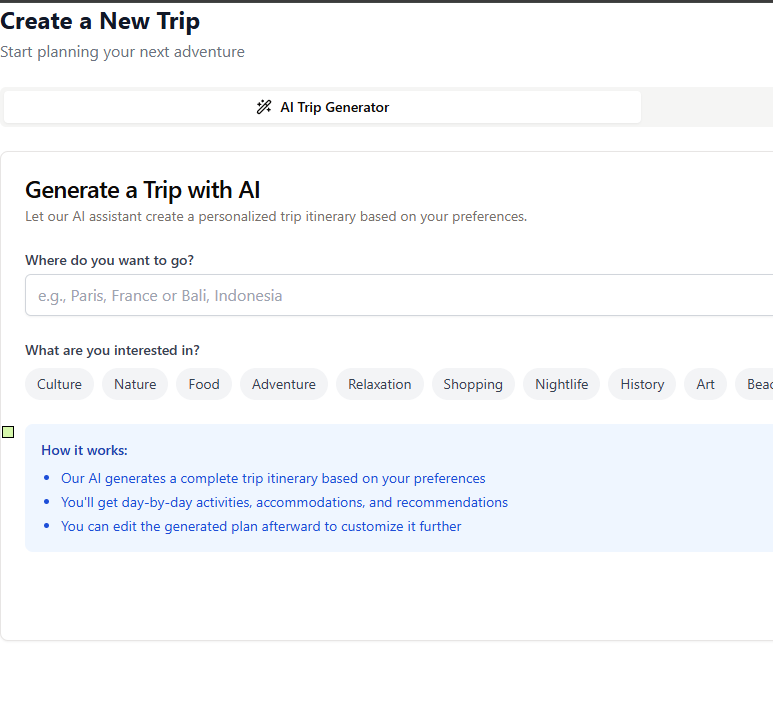 Create a New Trip
Start planning your next adventure
AI Trip Generator
Generate a Trip with AI
Let our AI assistant create a personalized trip itinerary based on your preferences.
Where do you want to go?
e.g., Paris, France or Bali, Indonesia
What are you interested in?
Culture Nature Food Adventure Relaxation Shopping Nightlife History Art
How it works:
• Our AI generates a complete trip itinerary based on your preferences
• You'll get day-by-day activities, accommodations, and recommendations
• You can edit the generated plan afterward to customize it further